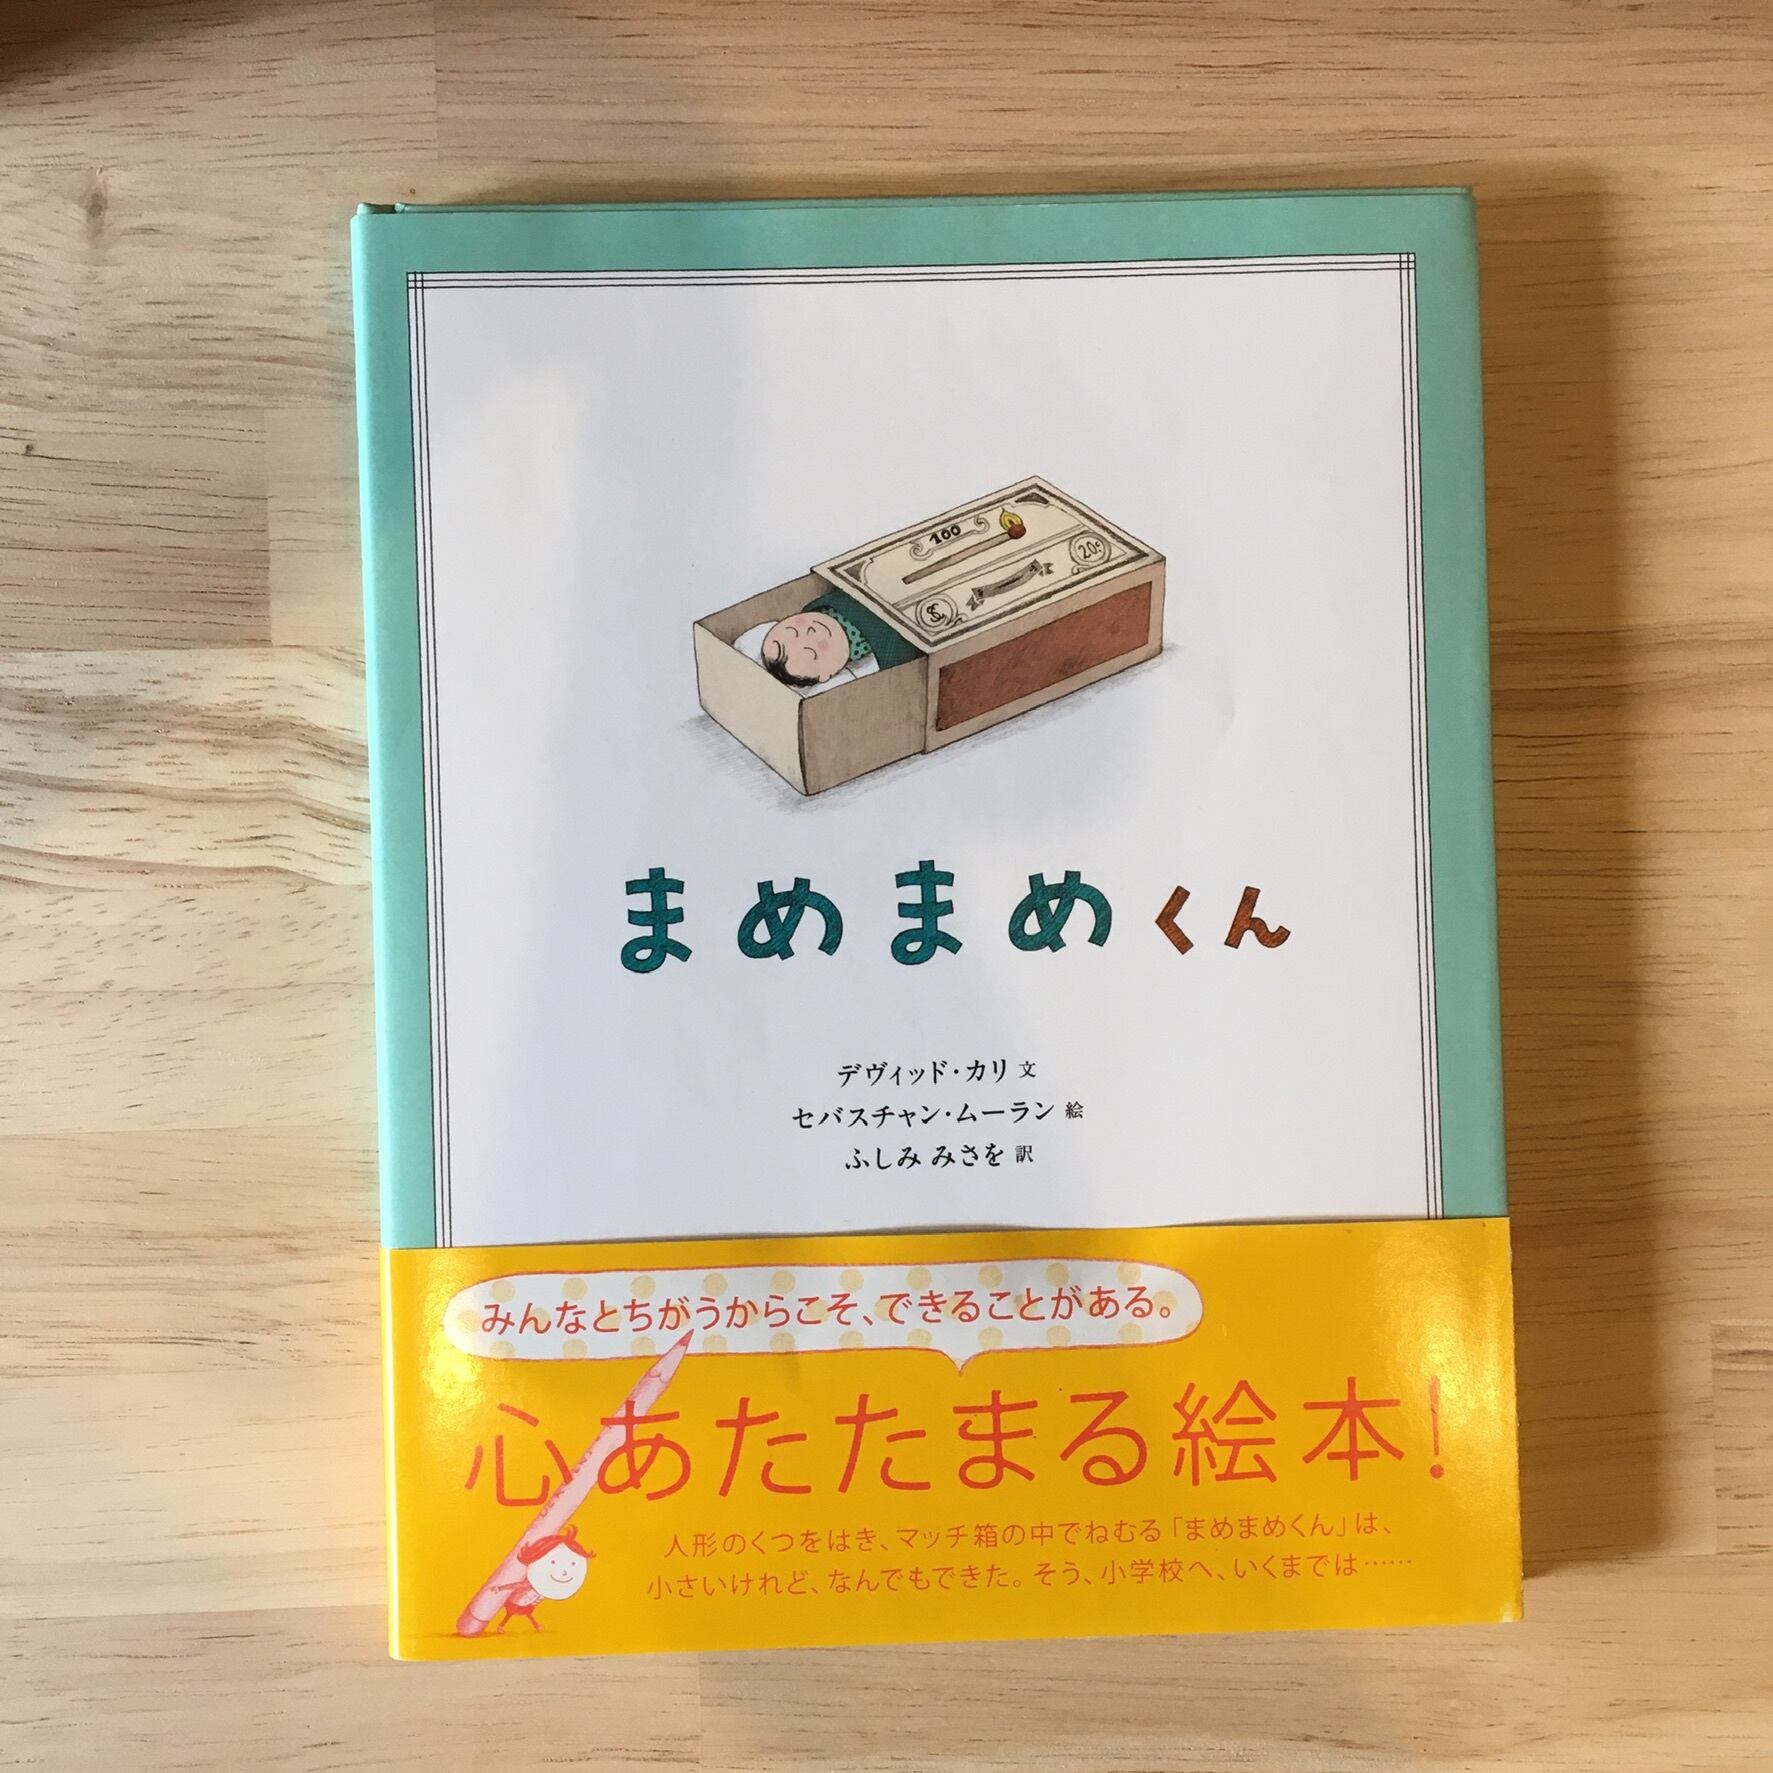 100
20¢
まめまめくん
デヴィッド・カリ 文
セバスチャン・ムーラン 絵
ふしみ みさを 訳
みんなとちがうからこそ、できることがある。
心あたたまる絵本!
人形のくつをはき、マッチ箱の中でねむる「まめまめくん」は、
小さいけれど、なんでもできた。そう、小学校へ、いくまでは……